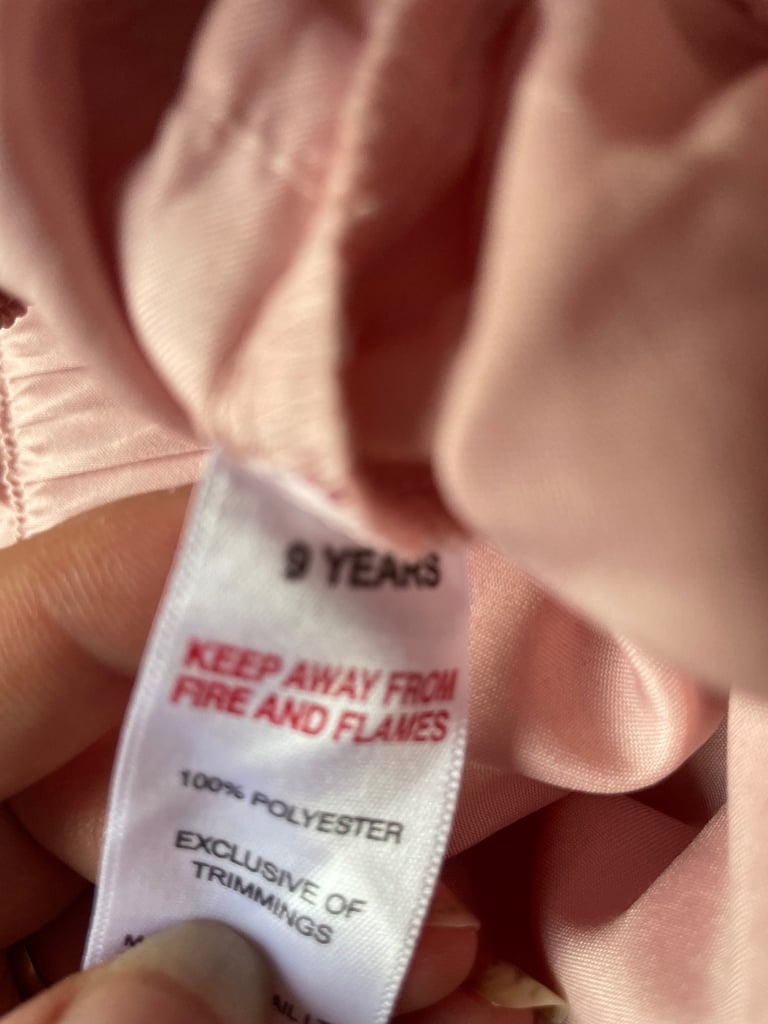 9 YEARS
KEEP AWAY FROM
FIRE AND FLAMES
100% POLYESTER
EXCLUSIVE OF
TRIMMINGS